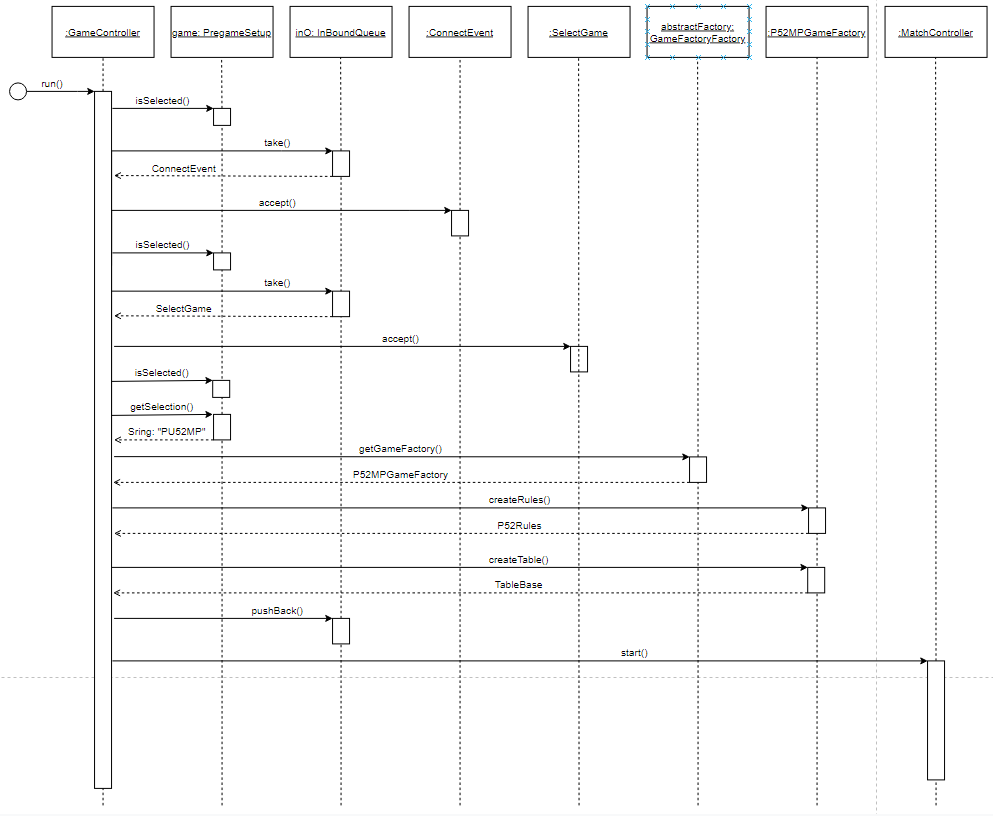 :GameController
game: PregameSetup
inO: InBoundQueue
:ConnectEvent
:SelectGame
abstractFactory:
GameFactoryFactory
:P52MPGameFactory
:MatchController
run()
isSelected()
take()
ConnectEvent
accept()
isSelected()
take()
SelectGame
accept()
isSelected()
getSelection()
Sring: "PU52MP"
getGameFactory()
P52MPGameFactory
createRules()
P52Rules
createTable()
TableBase
pushBack()
start()